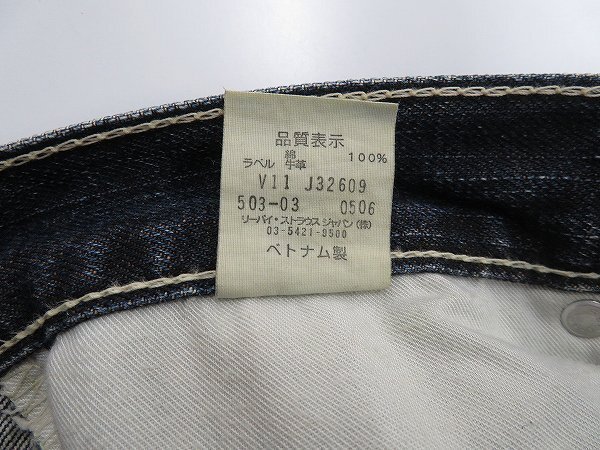 品質表示
綿 100%
ラベル 牛革
V11 J32609
503-03 0506
リーバイ・ストラウス ジャパン(株)
03-5421-8500
ベトナム製